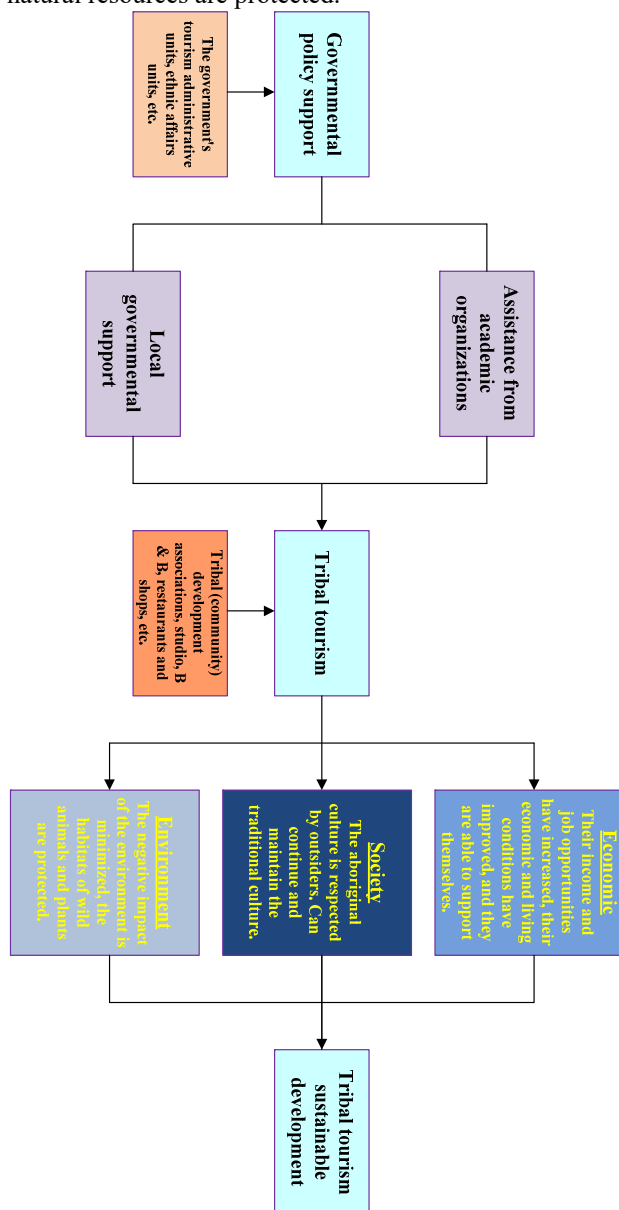 natural resources are protected.
The government's
tourism administrative
units, ethnic affairs
units, etc.
Governmental
policy support
Local
governmental
support
Assistance from
academic
organizations
Tribal (community)
development
associations, studio, B
& B, restaurants and
shops, etc.
Tribal tourism
Environment
The negative impact
of the environment is
minimized, the
habitats of wild
animals and plants
are protected.
Society
The aboriginal
culture is respected
by outsiders. Can
continue and
maintain the
traditional culture.
Economic
Their income and
job opportunities
have increased, their
economic and living
conditions have
improved, and they
are able to support
themselves.
Tribal tourism
sustainable
development